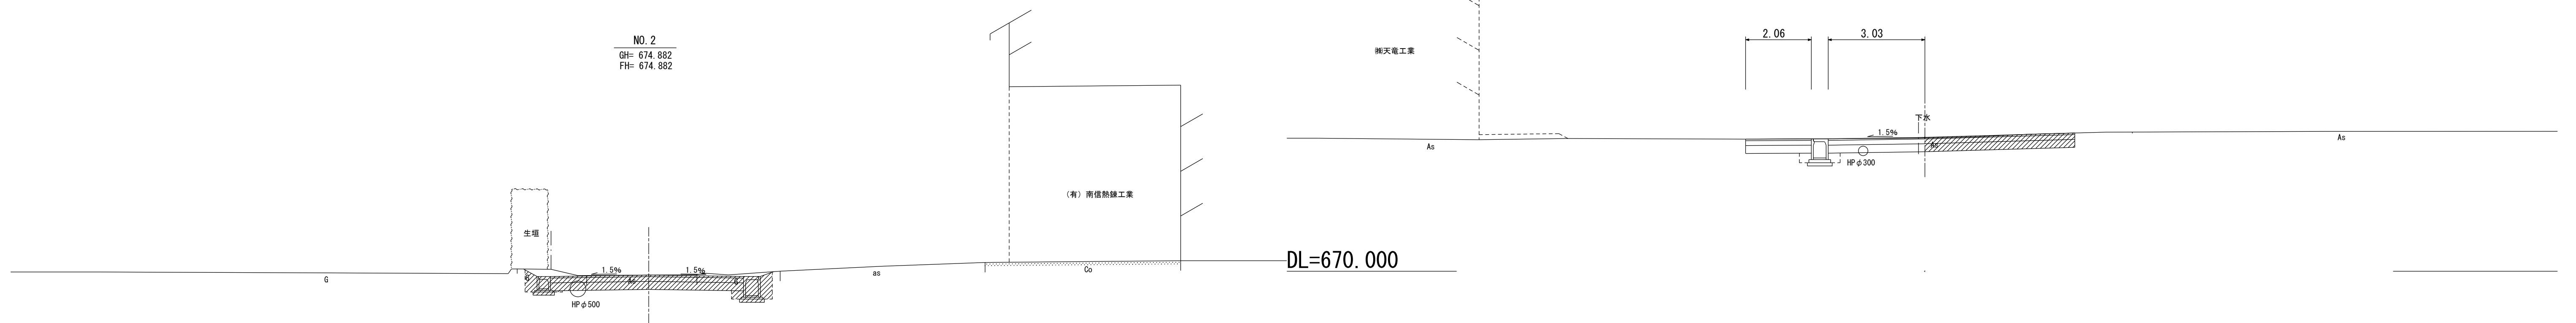 NO.2
GH= 674.882
FH= 674.882
生垣
1.5%
1.5%
G
As
G
G
HPφ500
as
(有) 南信熱錬工業
Co
㈱天竜工業
2.06
3.03
下水
1.5%
As
As
As
HPφ300
DL=670.000